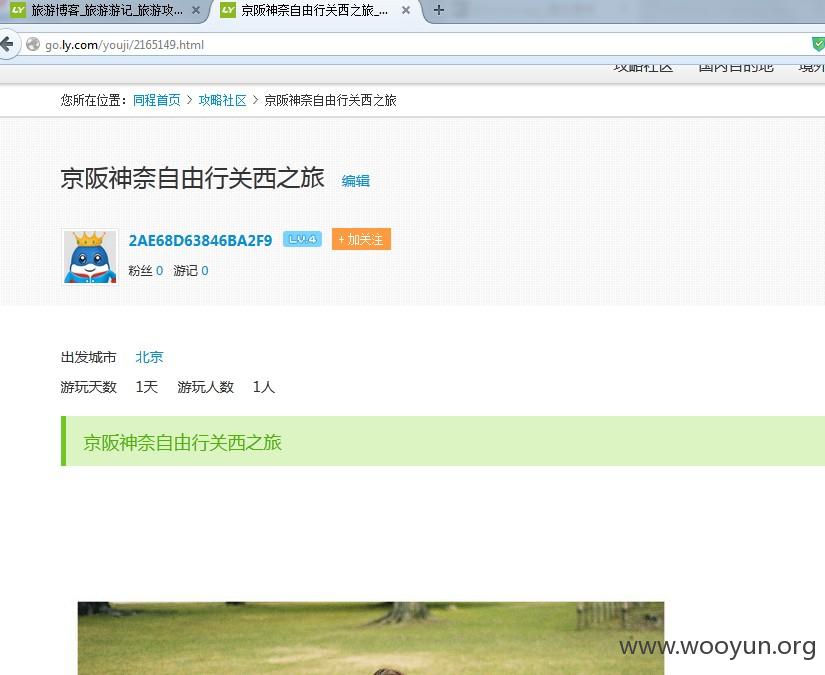 LY 旅游博客_旅游游记_旅游攻... × LY 京阪神奈自由行关西之旅_... × +
go.ly.com/youji/2165149.html
攻略社区 国内目的地 境外
您所在位置： 同程首页 > 攻略社区 > 京阪神奈自由行关西之旅
京阪神奈自由行关西之旅 编辑
2AE68D63846BA2F9 LV.4 + 加关注
粉丝 0 游记 0
出发城市 北京
游玩天数 1天 游玩人数 1人
京阪神奈自由行关西之旅
www.wooyun.org